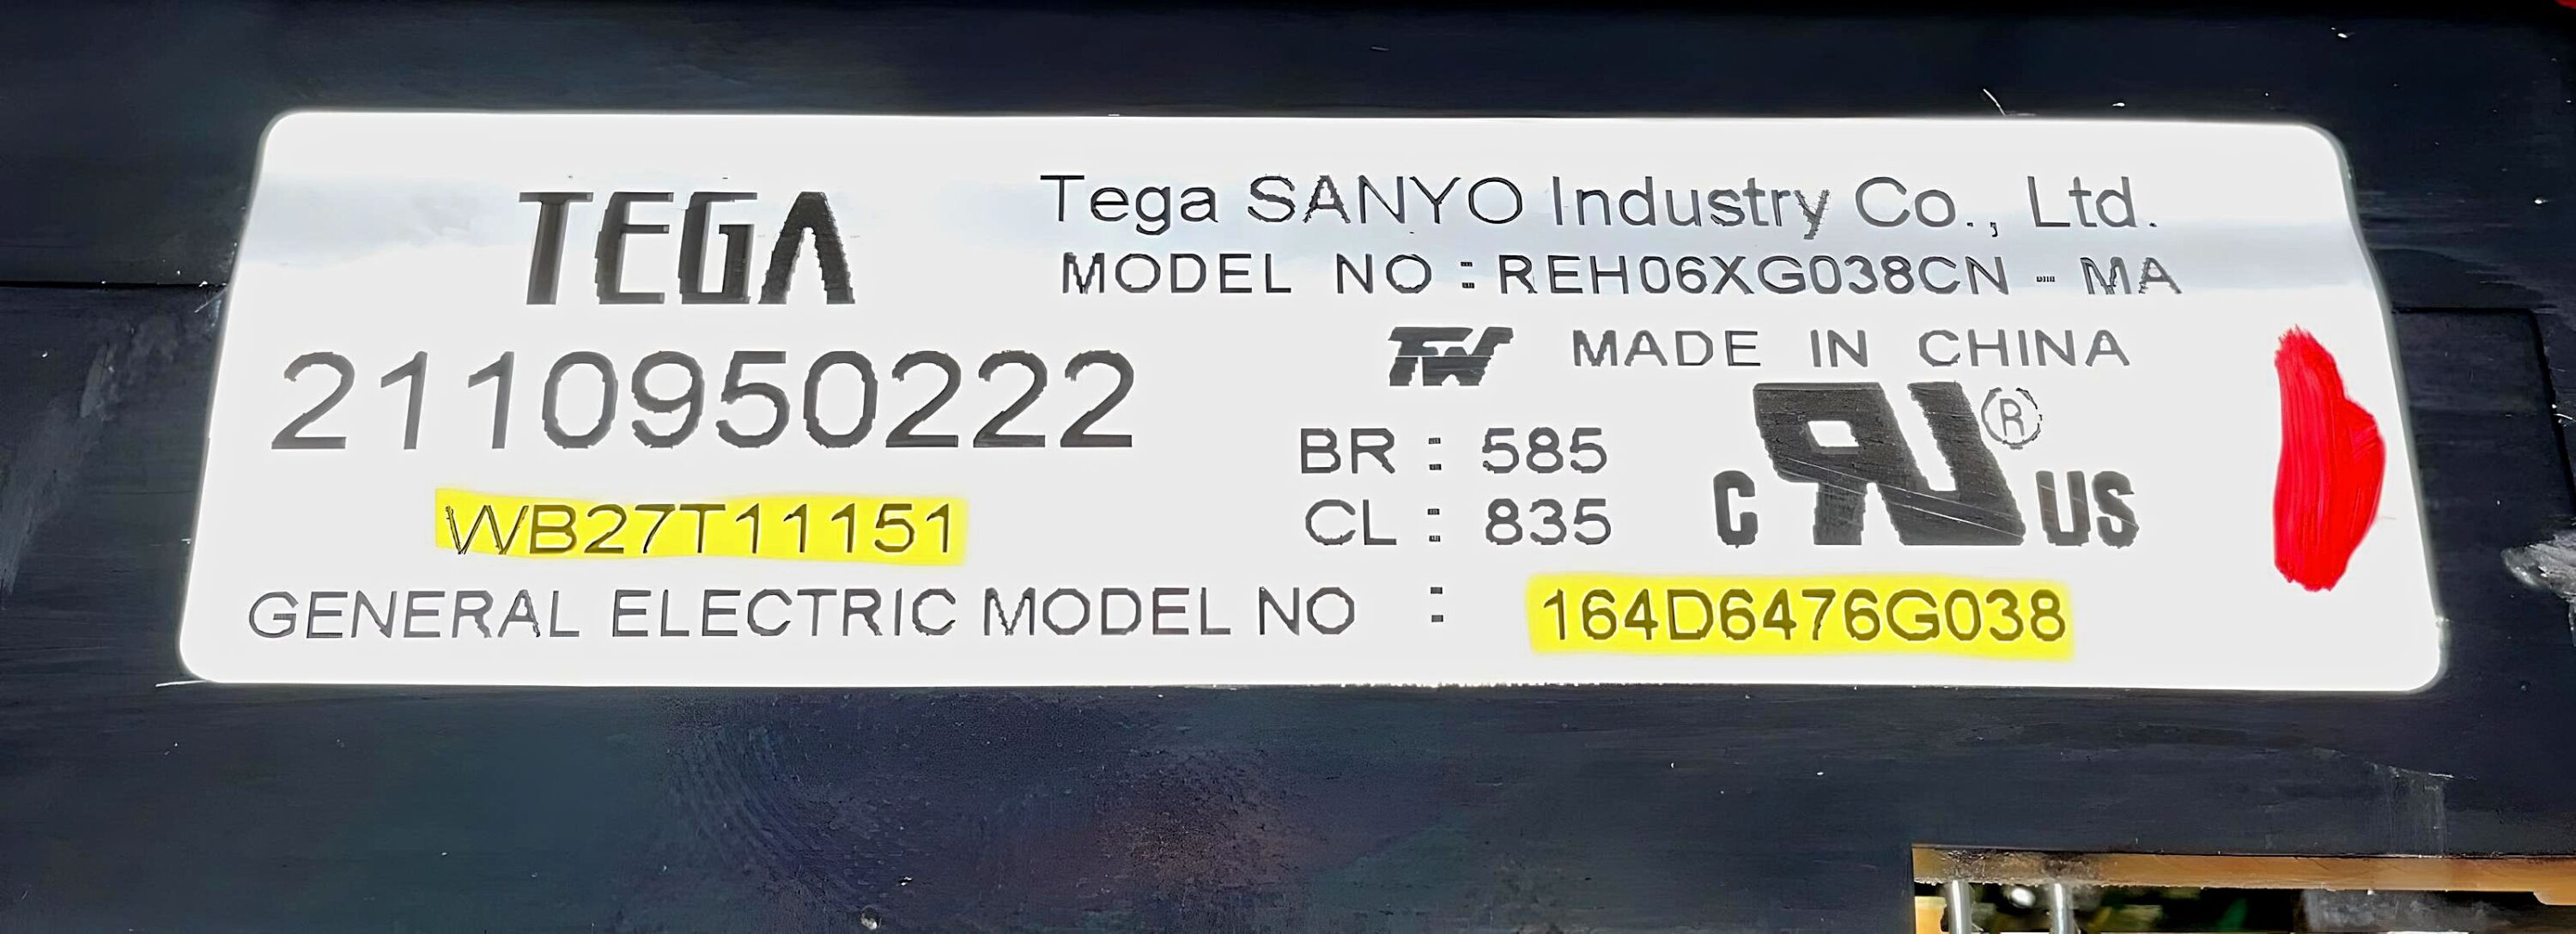 TEGA
Tega SANYO Industry Co., Ltd.
MODEL NO : REH06XG038CN - MA
MADE IN CHINA
2110950222
BR : 585
CL : 835
C RU ® US
WB27T11151
GENERAL ELECTRIC MODEL NO : 164D6476G038